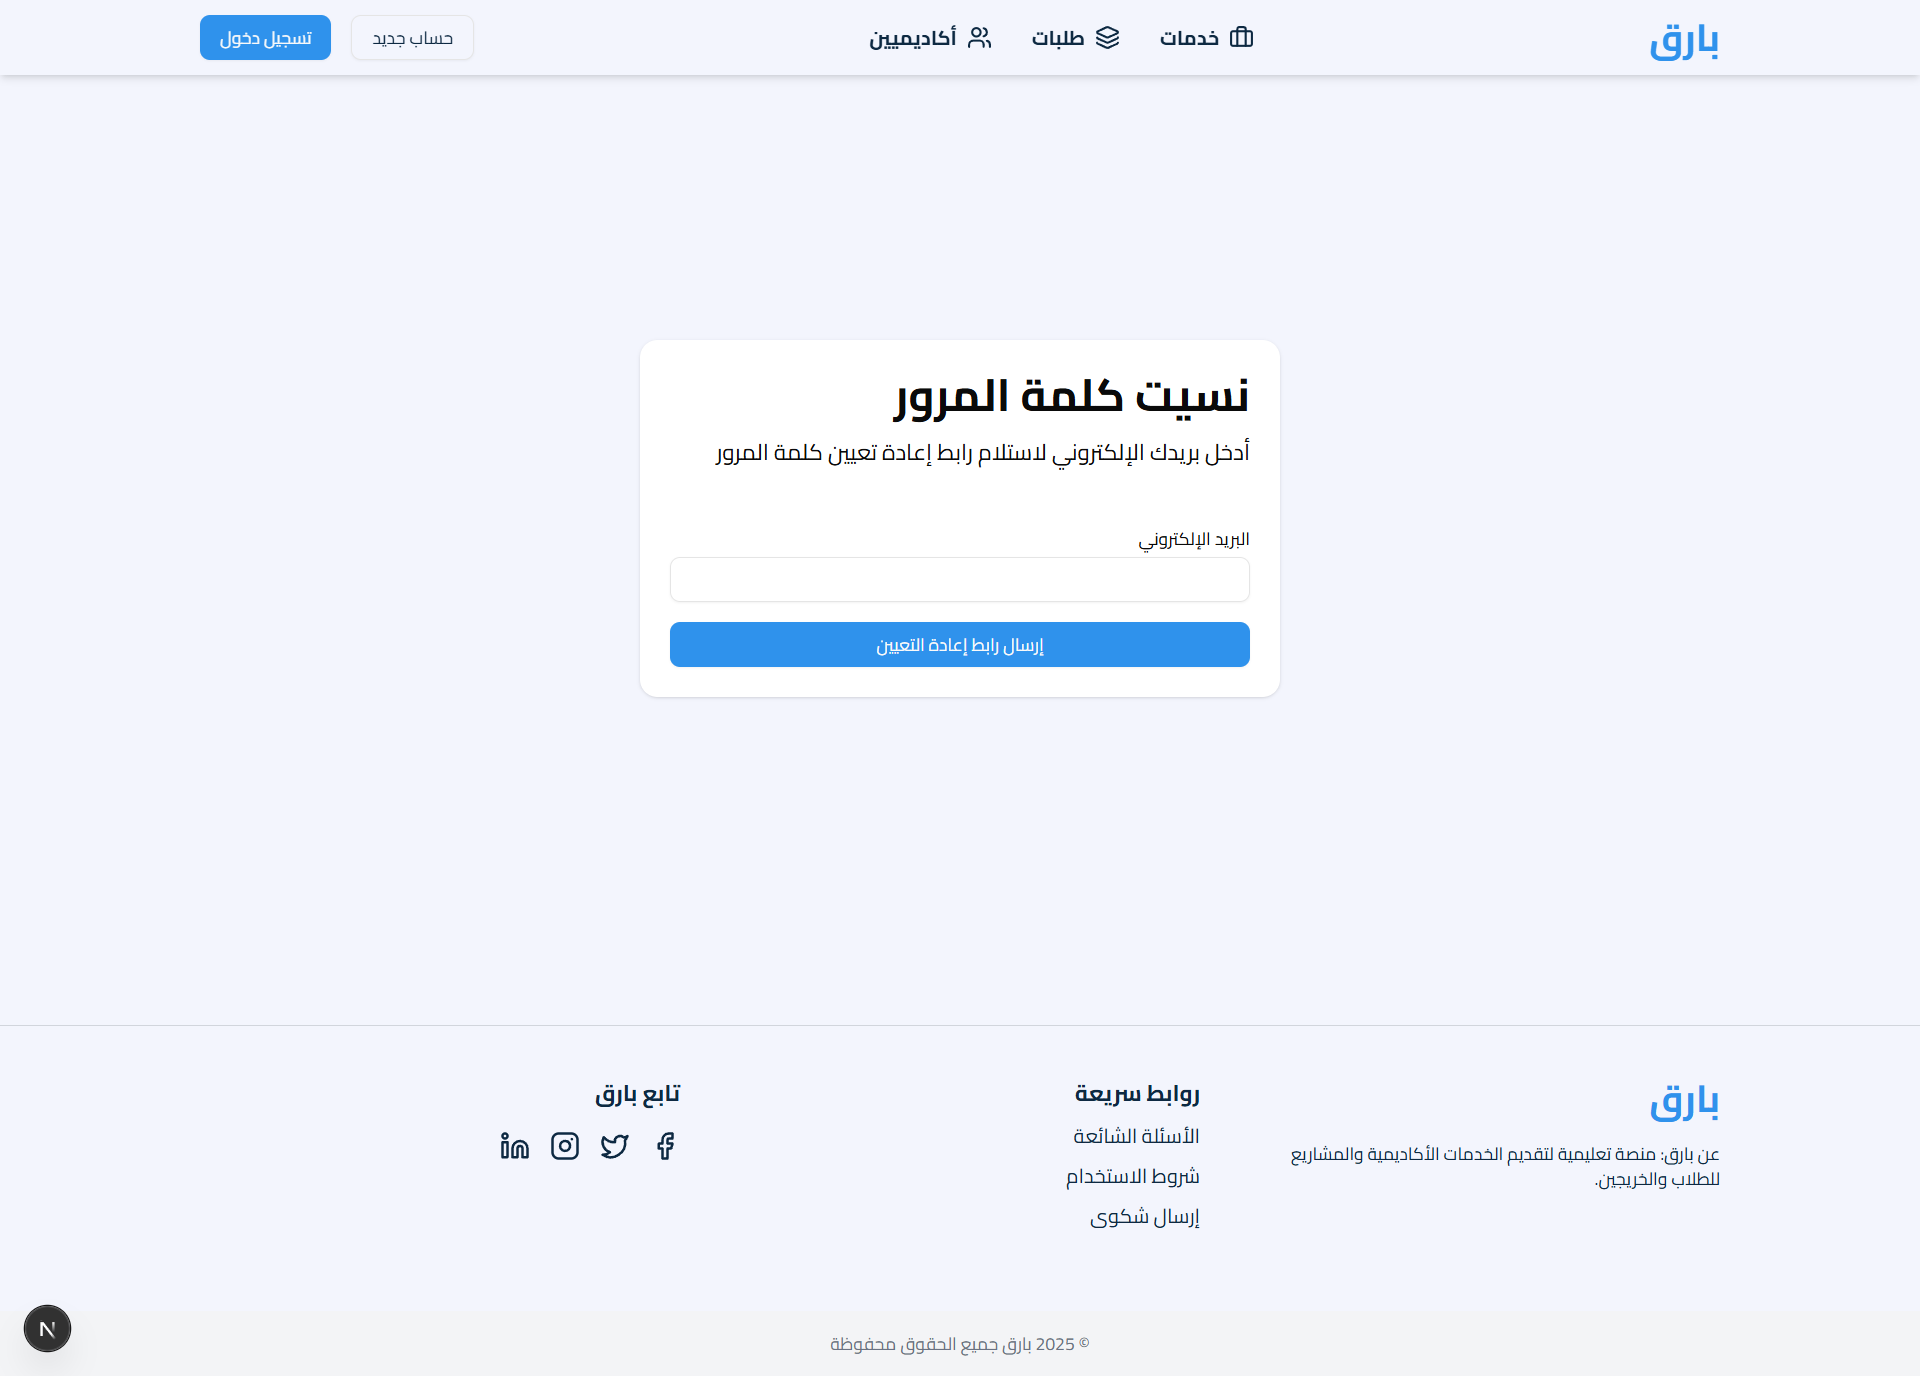 بارق
خدمات
طلبات
أكاديميين
حساب جديد
تسجيل دخول
نسيت كلمة المرور
أدخل بريدك الإلكتروني لاستلام رابط إعادة تعيين كلمة المرور
البريد الإلكتروني
إرسال رابط إعادة التعيين
بارق
عن بارق: منصة تعليمية لتقديم الخدمات الأكاديمية والمشاريع
للطلاب والخريجين.
روابط سريعة
الأسئلة الشائعة
شروط الاستخدام
إرسال شكوى
تابع بارق
N
© 2025 بارق جميع الحقوق محفوظة